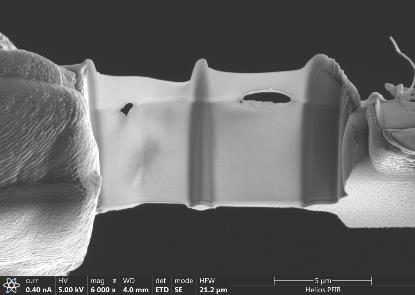 curr HV mag WD det mode HFW
0.40 nA 5.00 kV 6 000 x 4.0 mm ETD SE 21.2 μm
5 μm
Helios PFIB